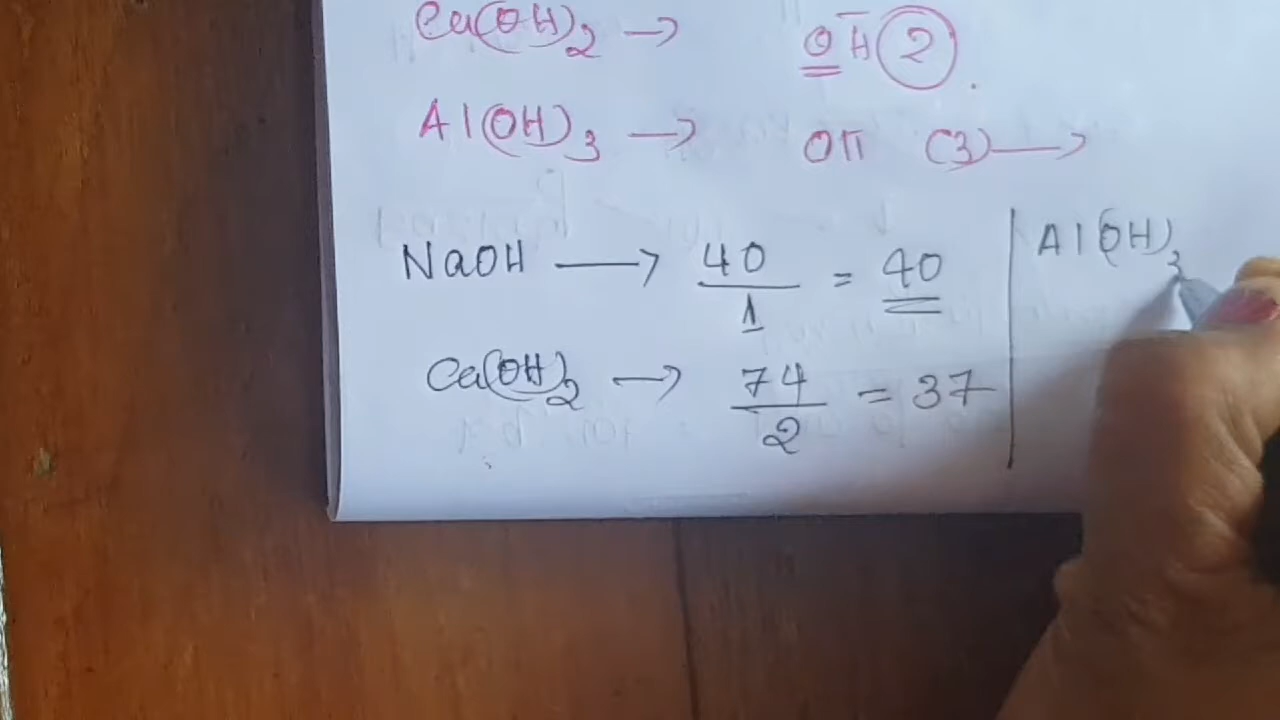 Ca(OH)2 → OH̄ 2
Al(OH)3 → OH (3) →
NaOH → 40/1 = 40
Ca(OH)2 → 74/2 = 37
Al(OH)3